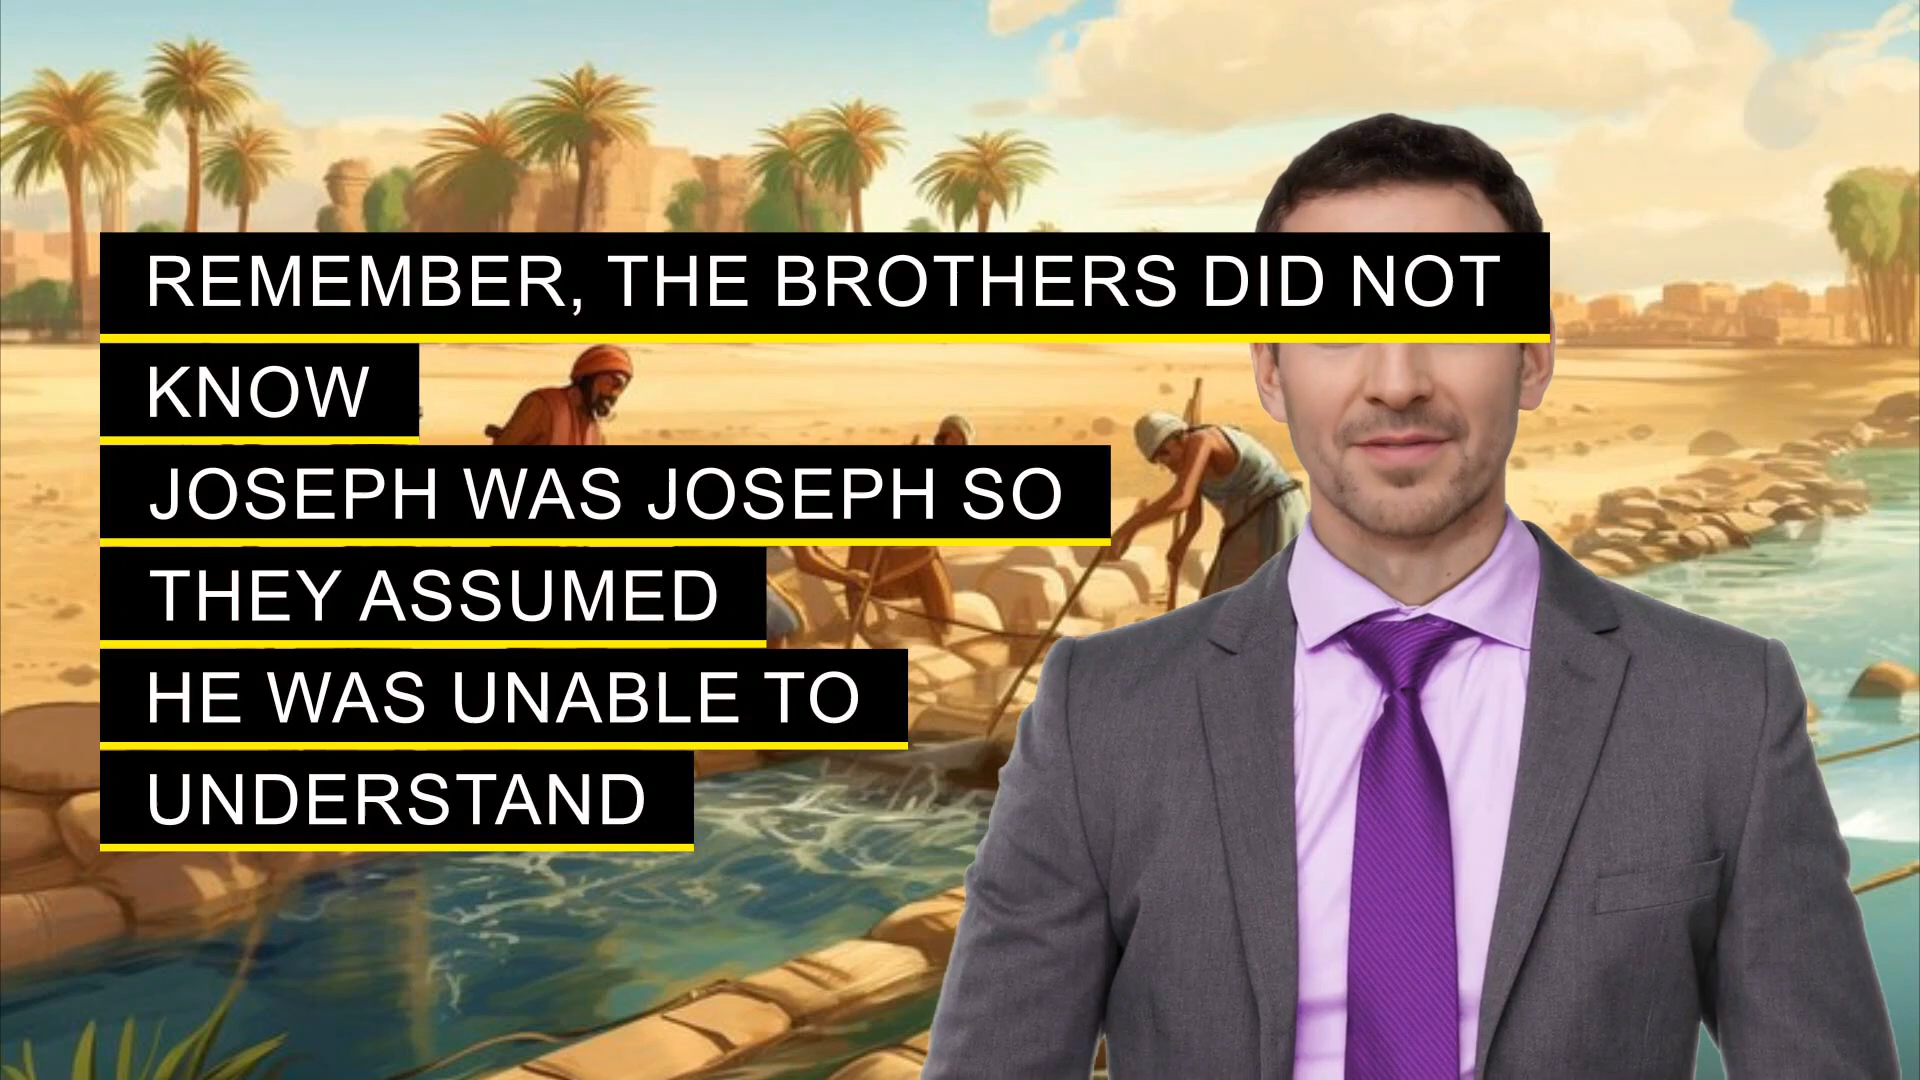 REMEMBER, THE BROTHERS DID NOT
KNOW
JOSEPH WAS JOSEPH SO
THEY ASSUMED
HE WAS UNABLE TO
UNDERSTAND